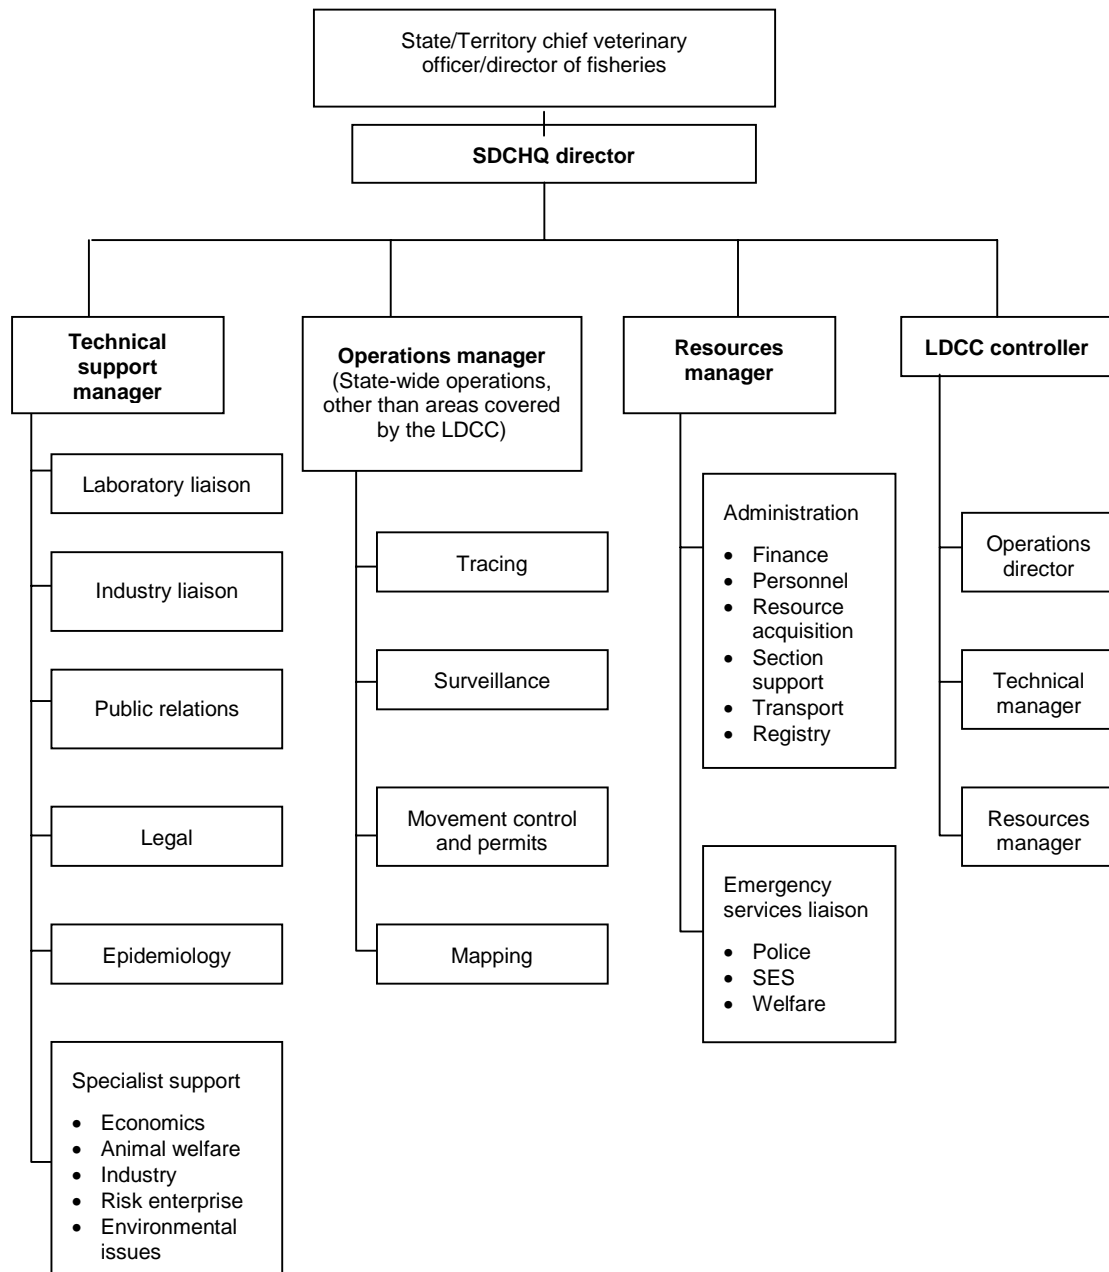 State/Territory chief veterinary
officer/director of fisheries
SDCHQ director
Technical
support
manager
Laboratory liaison
Industry liaison
Public relations
Legal
Epidemiology
Specialist support
• Economics
• Animal welfare
• Industry
• Risk enterprise
• Environmental
issues
Operations manager
(State-wide operations,
other than areas covered
by the LDCC)
Tracing
Surveillance
Movement control
and permits
Mapping
Resources
manager
Administration
• Finance
• Personnel
• Resource
acquisition
• Section
support
• Transport
• Registry
Emergency
services liaison
• Police
• SES
• Welfare
LDCC controller
Operations
director
Technical
manager
Resources
manager